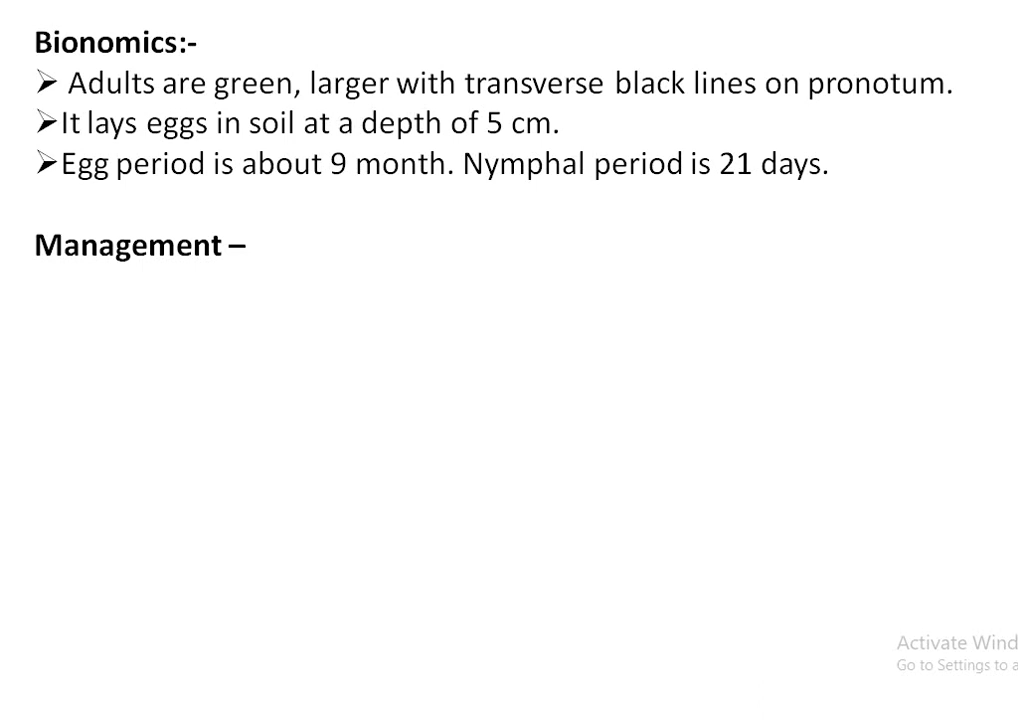 Bionomics:-
➢ Adults are green, larger with transverse black lines on pronotum.
➢It lays eggs in soil at a depth of 5 cm.
➢Egg period is about 9 month. Nymphal period is 21 days.
Management –
Activate Wind
Go to Settings to a